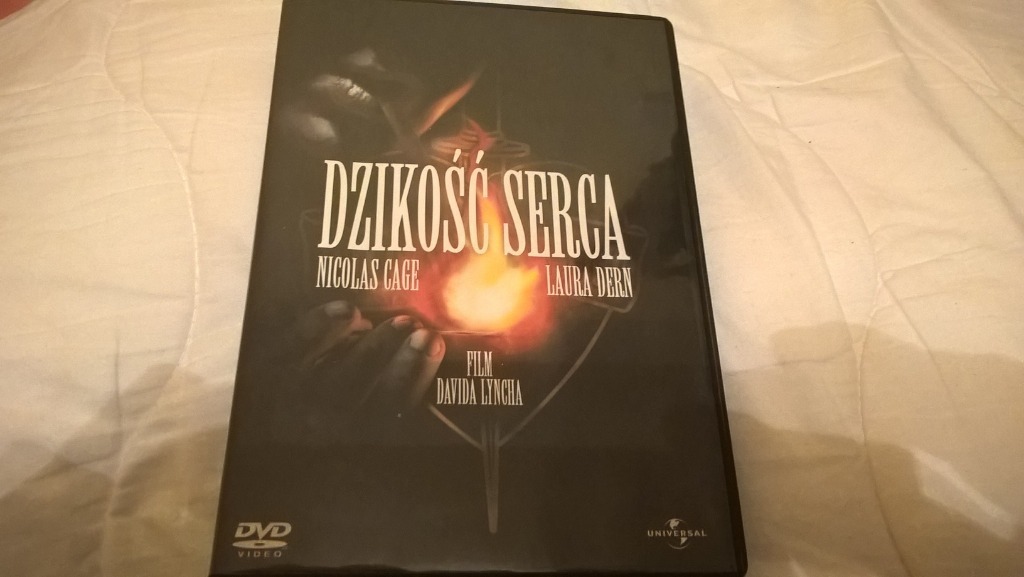 DZIKOŚĆ SERCA
NICOLAS CAGE LAURA DERN
FILM
DAVIDA LYNCHA
DVD
VIDEO
UNIVERSAL